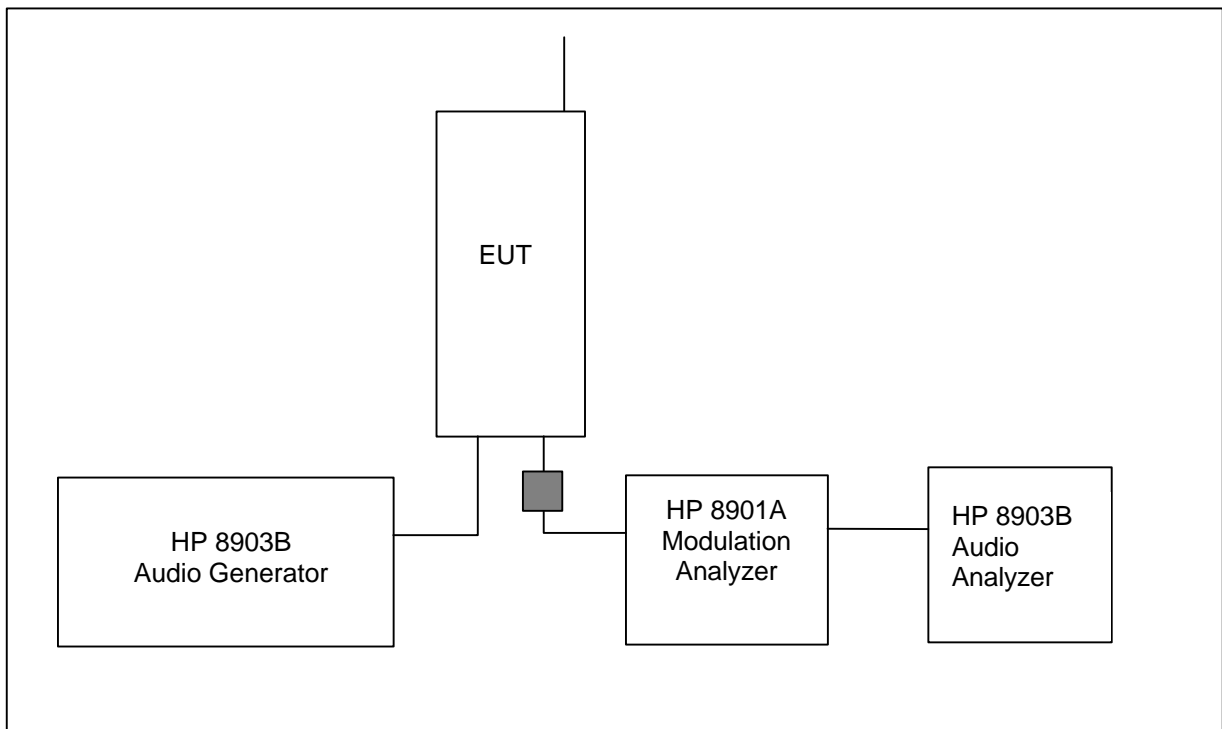 EUT
HP 8903B
Audio Generator
HP 8901A
Modulation
Analyzer
HP 8903B
Audio
Analyzer